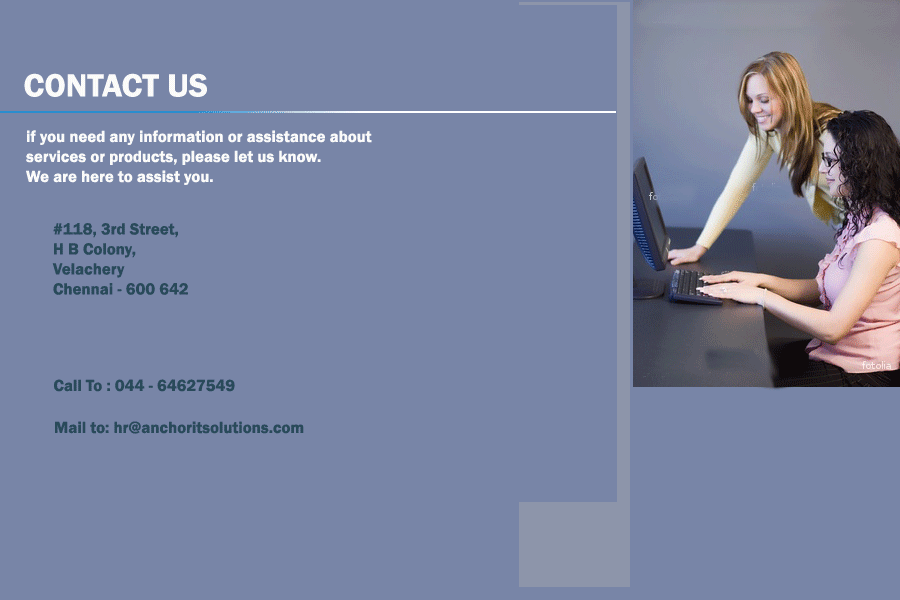 CONTACT US
if you need any information or assistance about
services or products, please let us know.
We are here to assist you.
#118, 3rd Street,
H B Colony,
Velachery
Chennai - 600 642
Call To : 044 - 64627549
Mail to: hr@anchoritsolutions.com
fotolia